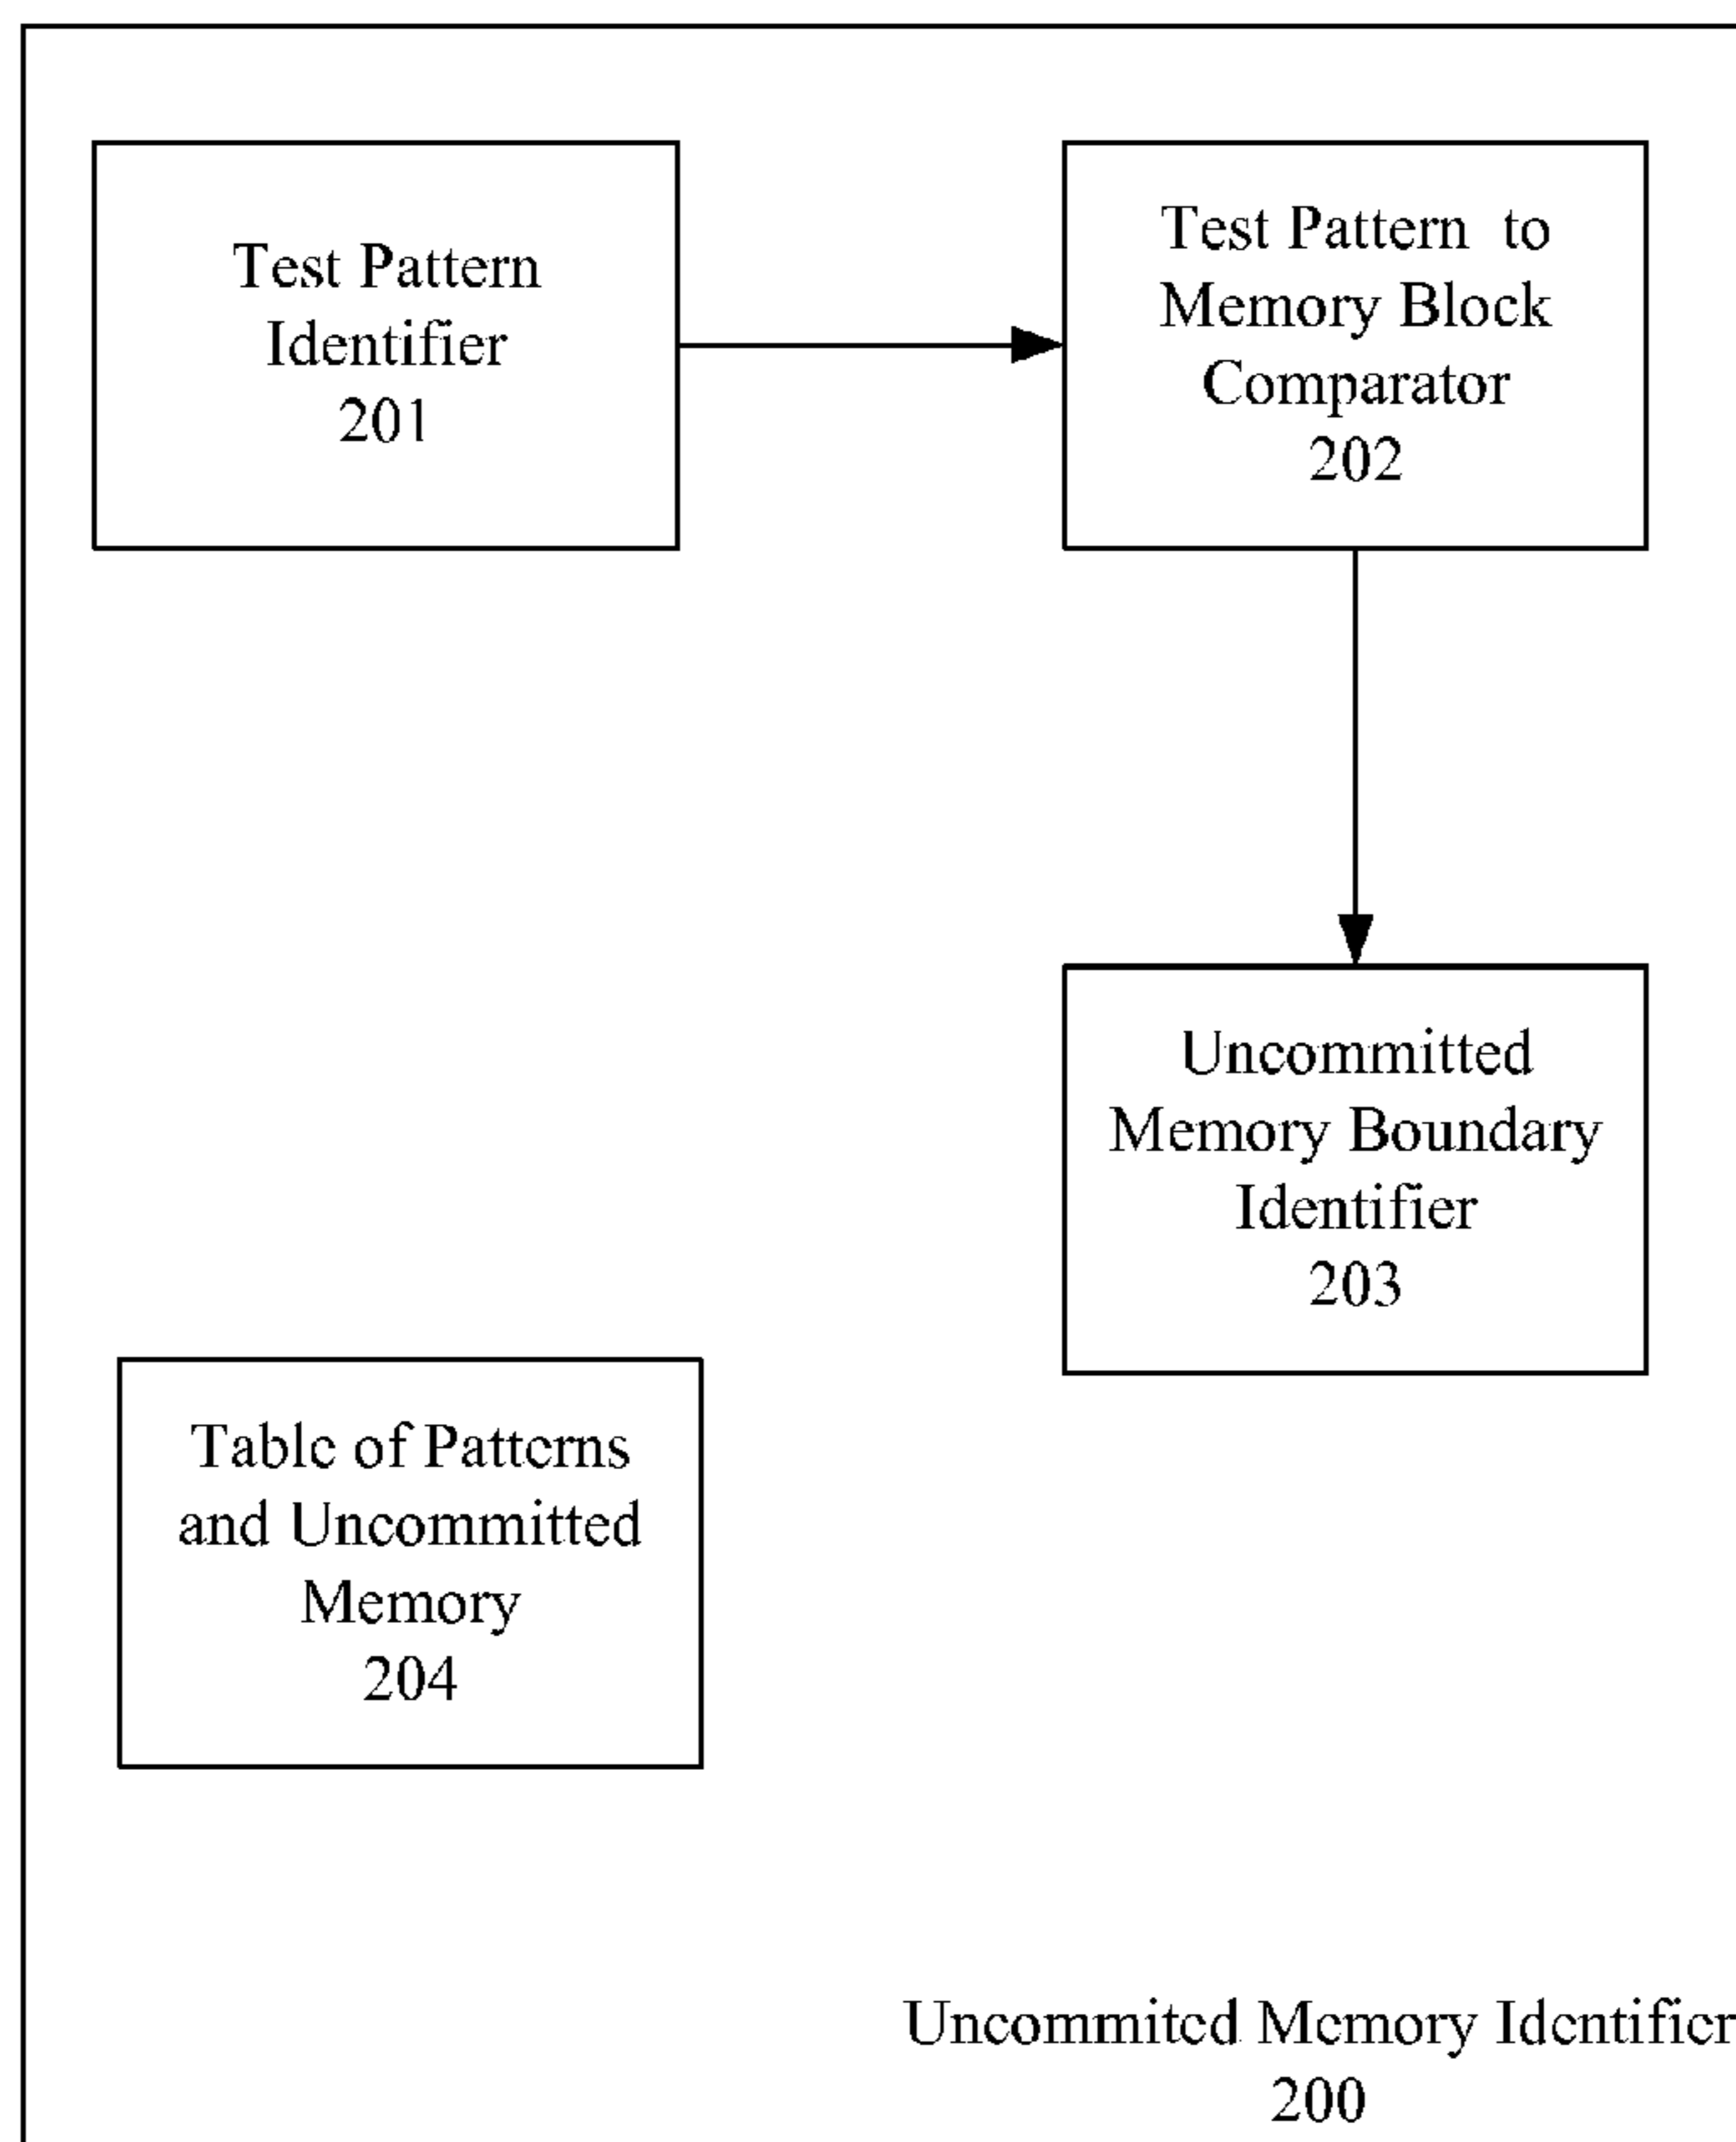 Test Pattern
Identifier
201
Test Pattern to
Memory Block
Comparator
202
Uncommitted
Memory Boundary
Identifier
203
Table of Patterns
and Uncommitted
Memory
204
Uncommited Memory Identifier
200